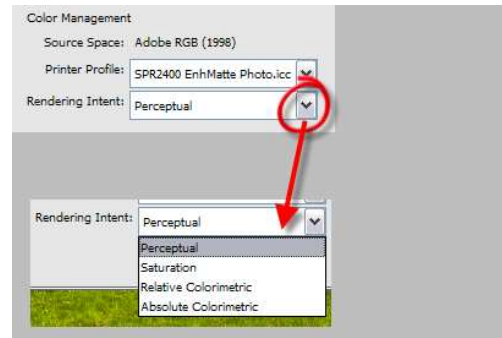 Color Management
Source Space: Adobe RGB (1998)
Printer Profile: SPR2400 EnhMatte Photo.icc
Rendering Intent: Perceptual
Rendering Intent: Perceptual
Perceptual
Saturation
Relative Colorimetric
Absolute Colorimetric